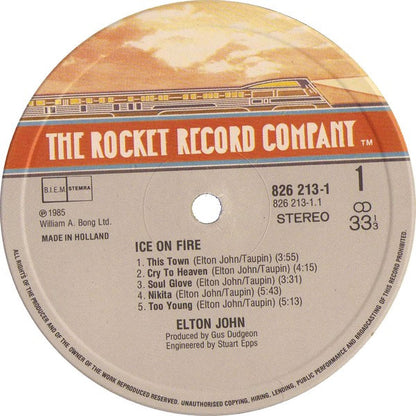 THE ROCKET RECORD COMPANY ™
B.I.E.M. STEMRA
℗ 1985
William A. Bong Ltd.
MADE IN HOLLAND
826 213-1
826 213-1.1
STEREO
1
33 1/3
ICE ON FIRE
1 This Town (Elton John/Taupin) (3:55)
2 Cry To Heaven (Elton John/Taupin) (4:15)
3 Soul Glove (Elton John/Taupin) (3:31)
4 Nikita (Elton John/Taupin) (5:43)
5 Too Young (Elton John/Taupin) (5:13)
ELTON JOHN
Produced by Gus Dudgeon
Engineered by Stuart Epps
ALL RIGHTS OF THE PRODUCER AND OF THE OWNER OF THE WORK REPRODUCED RESERVED. UNAUTHORISED COPYING, HIRING, LENDING, PUBLIC PERFORMANCE AND BROADCASTING OF THIS RECORD PROHIBITED.